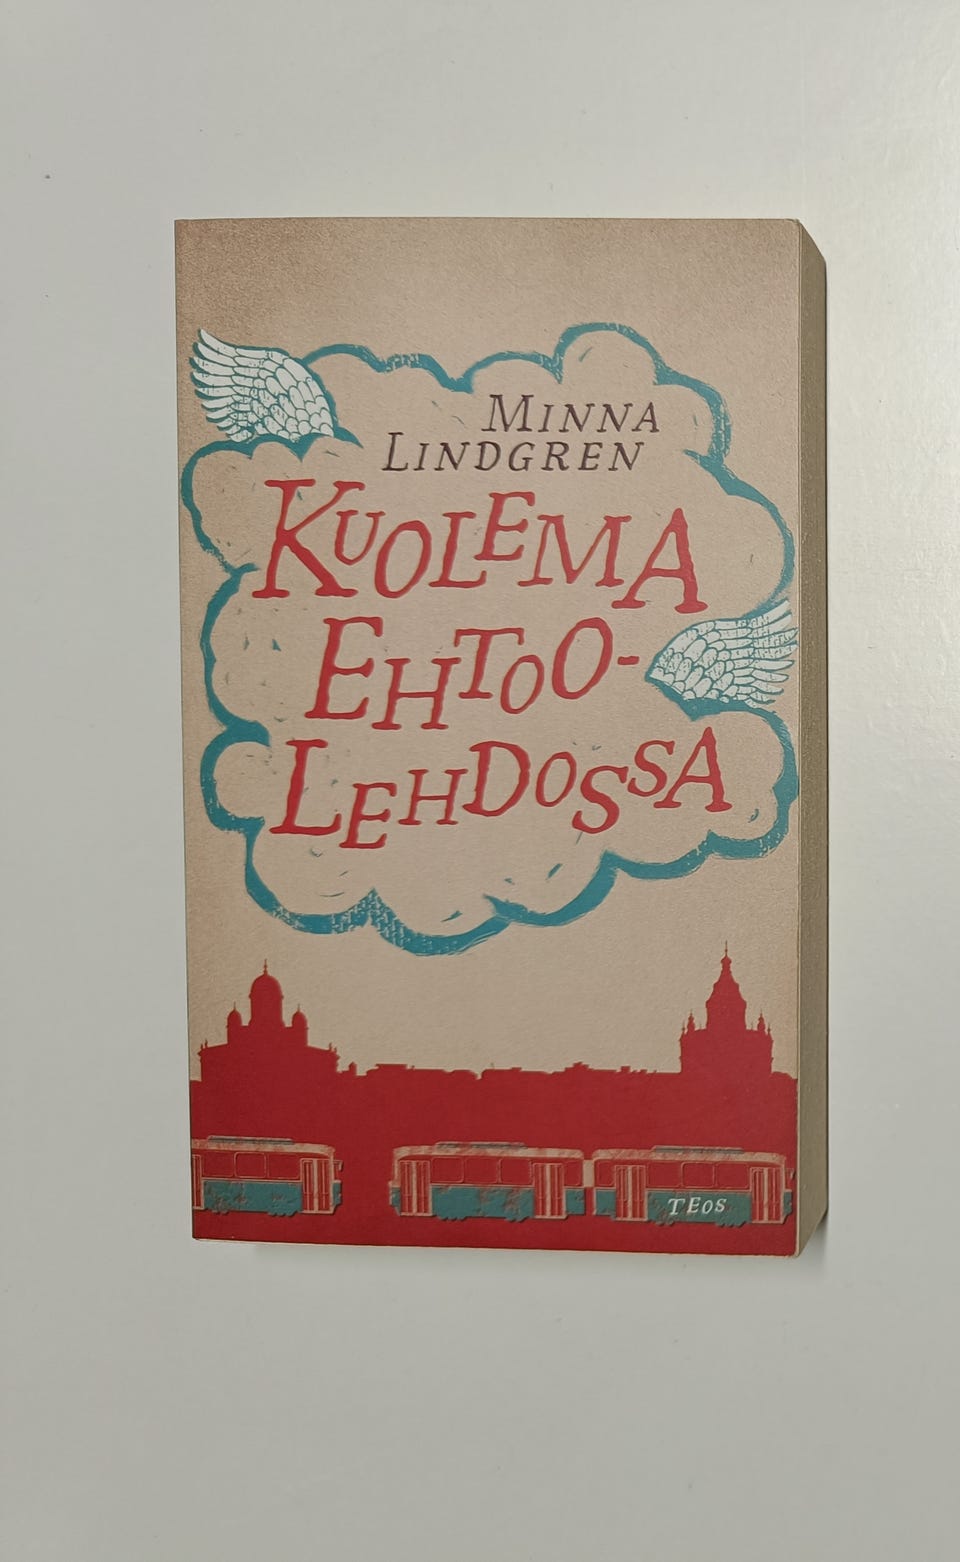 MINNA
LINDGREN
KUOLEMA
EHTOO-
LEHDOSSA
TEOS